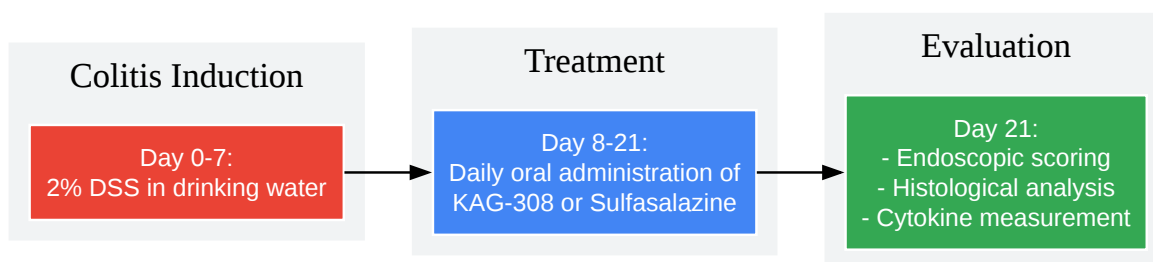 Colitis Induction
Day 0-7:
2% DSS in drinking water
Treatment
Day 8-21:
Daily oral administration of
KAG-308 or Sulfasalazine
Evaluation
Day 21:
- Endoscopic scoring
- Histological analysis
- Cytokine measurement